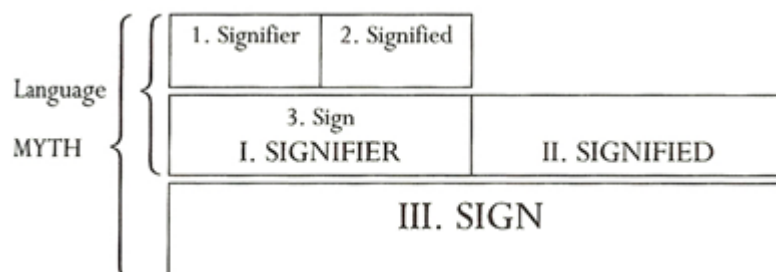 1. Signifier
2. Signified
Language
3. Sign
MYTH
I. SIGNIFIER
II. SIGNIFIED
III. SIGN